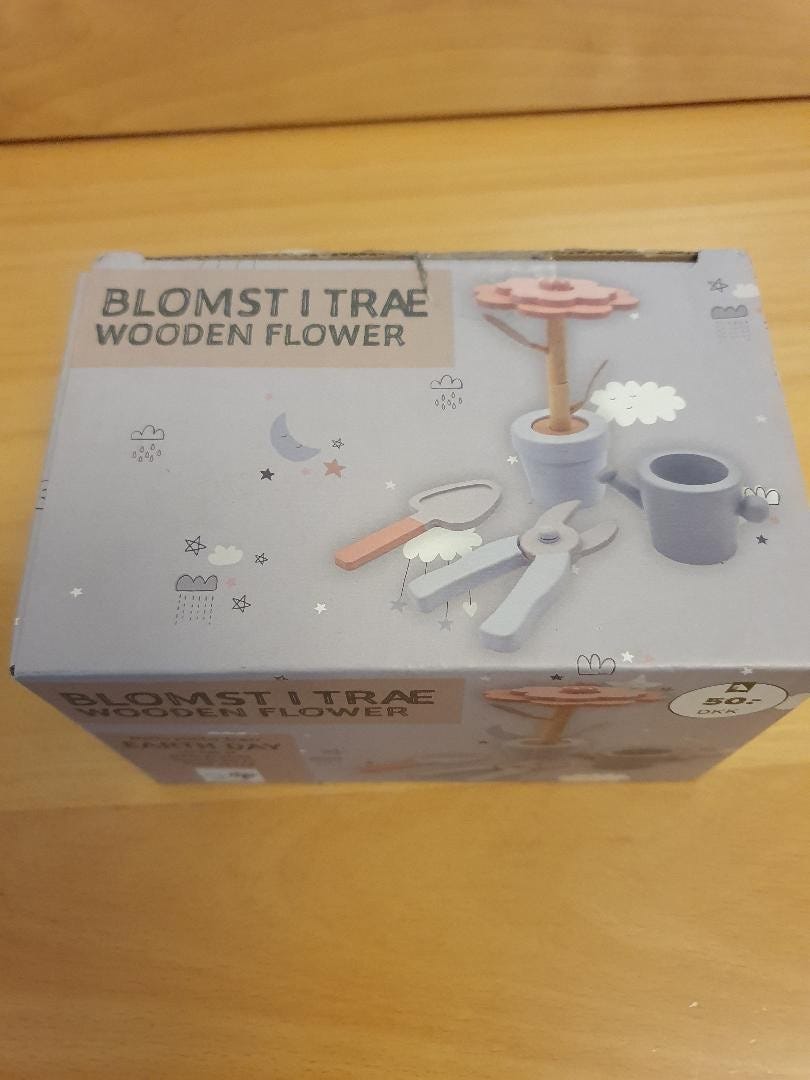 BLOMST I TRAE
WOODEN FLOWER
BLOMST I TRAE
WOODEN FLOWER
EARTH DAY
50:-
DKK